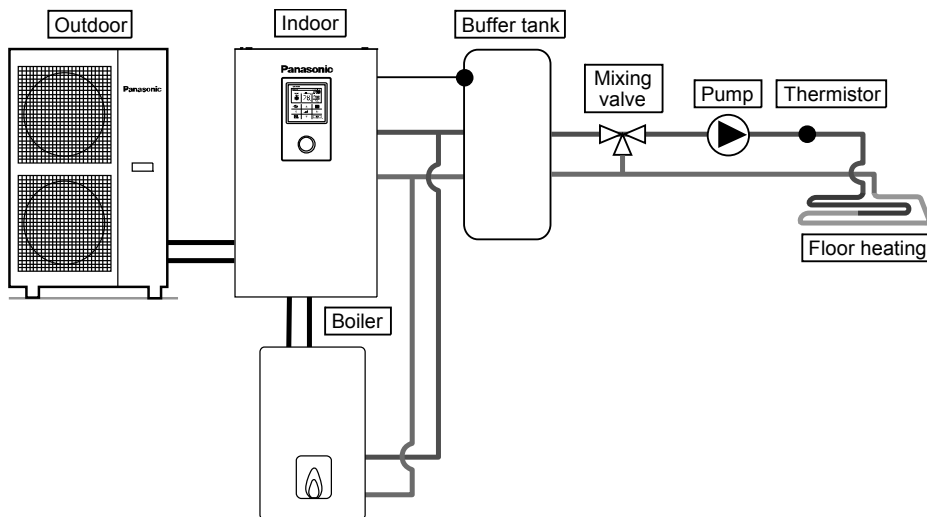 Outdoor
Indoor
Buffer tank
Panasonic
Panasonic
Mixing
valve
Pump
Thermistor
Floor heating
Boiler